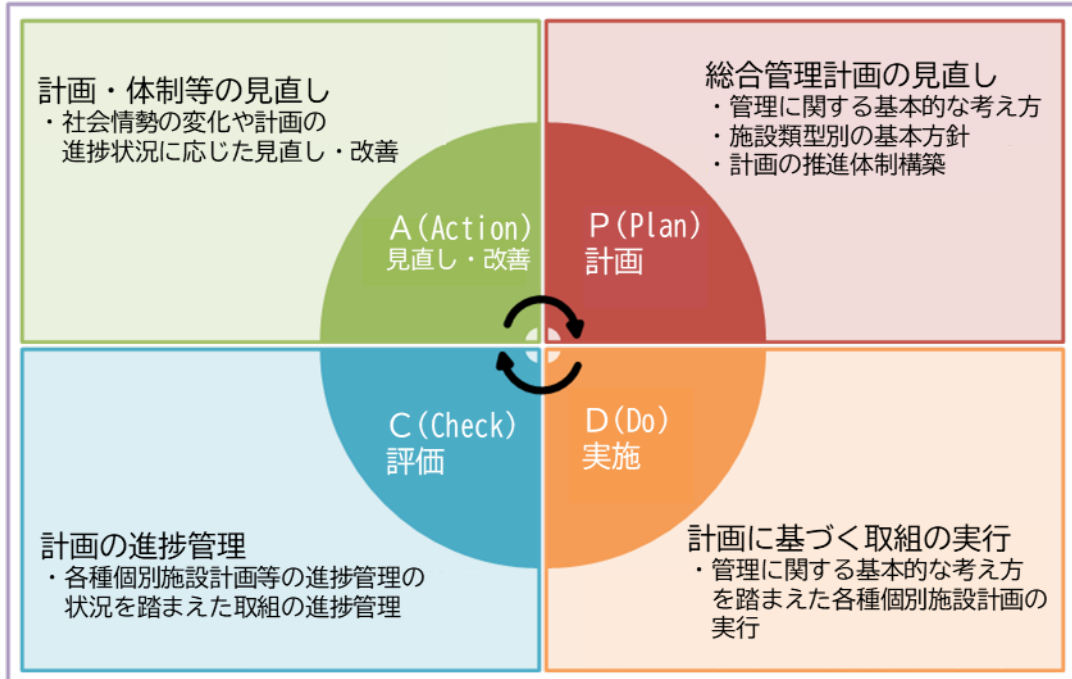 計画・体制等の見直し
・社会情勢の変化や計画の
進捗状況に応じた見直し・改善
総合管理計画の見直し
・管理に関する基本的な考え方
・施設類型別の基本方針
・計画の推進体制構築
A(Action)
見直し・改善
P(Plan)
計画
C(Check)
評価
D(Do)
実施
計画の進捗管理
・各種個別施設計画等の進捗管理の
状況を踏まえた取組の進捗管理
計画に基づく取組の実行
・管理に関する基本的な考え方
を踏まえた各種個別施設計画の
実行